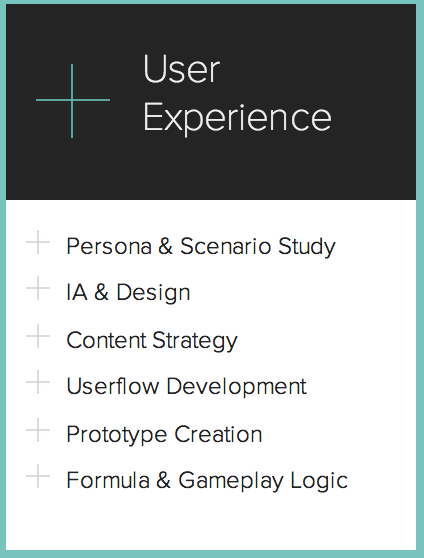 User
Experience
Persona & Scenario Study
IA & Design
Content Strategy
Userflow Development
Prototype Creation
Formula & Gameplay Logic